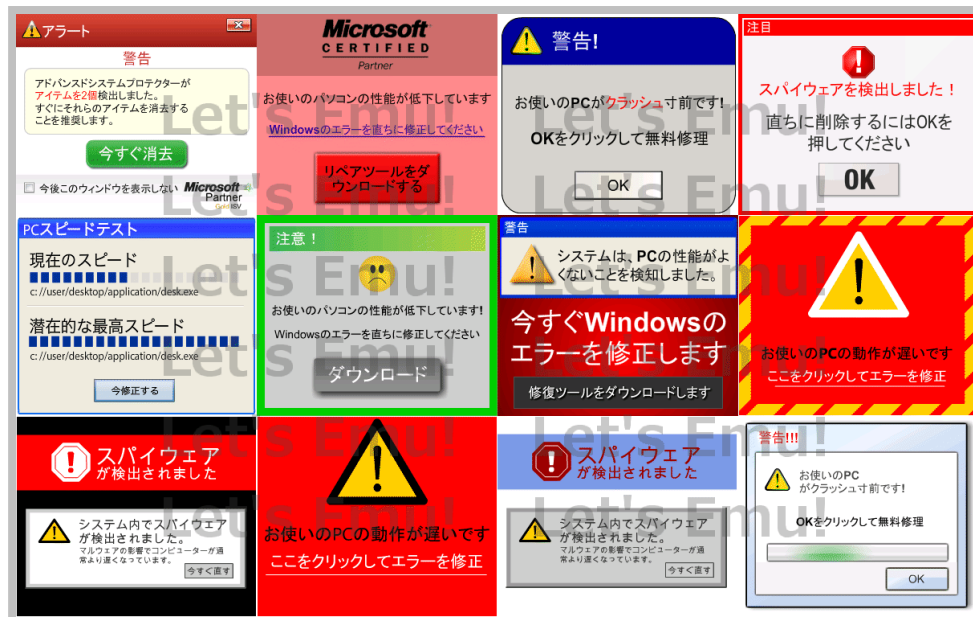 アラート
警告
アドバンスドシステムプロテクターが
アイテムを2個検出しました。
すぐにそれらのアイテムを消去する
ことを推奨します。
今すぐ消去
今後このウィンドウを表示しない
Microsoft
Partner
Gold ISV
Microsoft
CERTIFIED
Partner
お使いのパソコンの性能が低下しています
Windowsのエラーを直ちに修正してください
リペアツールをダ
ウンロードする
警告!
お使いのPCがクラッシュ寸前です!
OKをクリックして無料修理
OK
注目
スパイウェアを検出しました！
直ちに削除するにはOKを
押してください
OK
Let's Emu!
Let's Emu!
Let's Emu!
Let's Emu!
PCスピードテスト
現在のスピード
c: //user/desktop/application/desk.exe
潜在的な最高スピード
c: //user/desktop/application/desk.exe
今修正する
注意！
お使いのパソコンの性能が低下しています!
Windowsのエラーを直ちに修正してください
ダウンロード
警告
システムは、PCの性能がよ
くないことを検知しました。
今すぐWindowsの
エラーを修正します
修復ツールをダウンロードします
お使いのPCの動作が遅いです
ここをクリックしてエラーを修正
Let's Emu!
Let's Emu!
Let's Emu!
Let's Emu!
スパイウェア
が検出されました
システム内でスパイウェア
が検出されました。
マルウェアの影響でコンピューターが通
常より遅くなっています。
今すぐ直す
お使いのPCの動作が遅いです
ここをクリックしてエラーを修正
スパイウェア
が検出されました
システム内でスパイウェア
が検出されました。
マルウェアの影響でコンピューターが通
常より遅くなっています。
今すぐ直す
警告!!!
お使いのPC
がクラッシュ寸前です!
OKをクリックして無料修理
OK
Let's Emu!
Let's Emu!
Let's Emu!
Let's Emu!